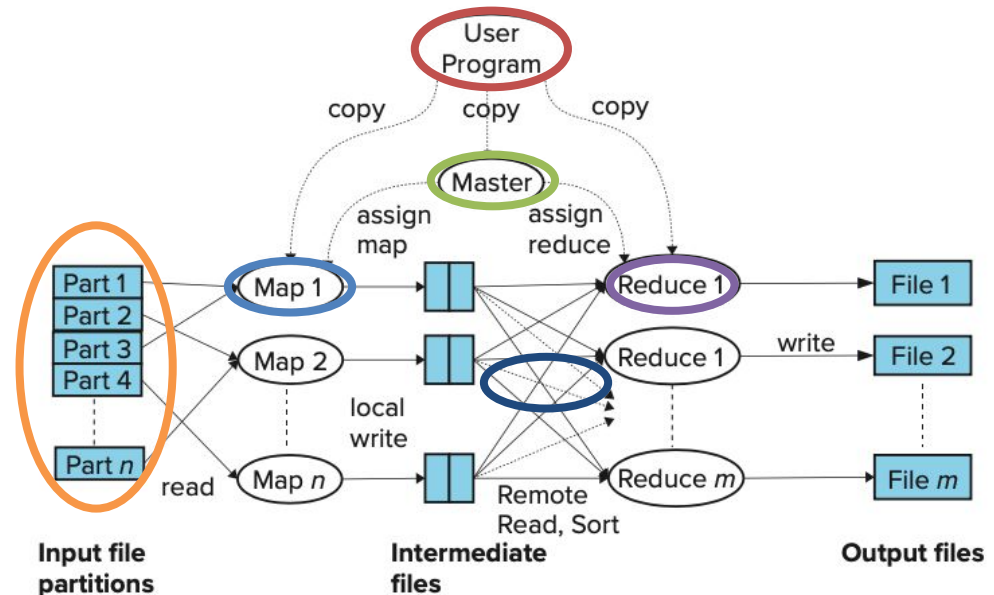 User
Program
copy
copy
copy
Master
assign
map
assign
reduce
Part 1
Part 2
Part 3
Part 4
Part n
Map 1
Map 2
Map n
read
local
write
Reduce 1
Reduce 1
Reduce m
Remote
Read, Sort
write
File 1
File 2
File m
Input file
partitions
Intermediate
files
Output files